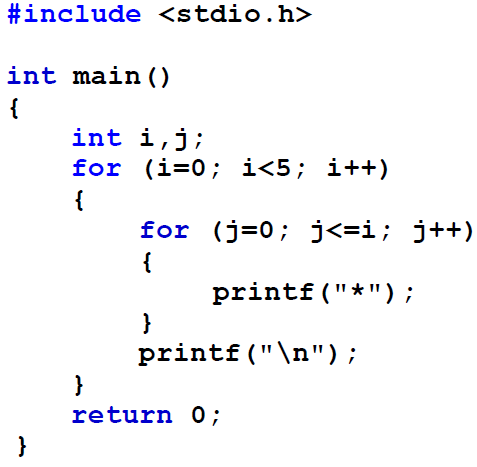 #include <stdio.h>
int main()
{
int i,j;
for (i=0; i<5; i++)
{
for (j=0; j<=i; j++)
{
printf("*");
}
printf("\n");
}
return 0;
}